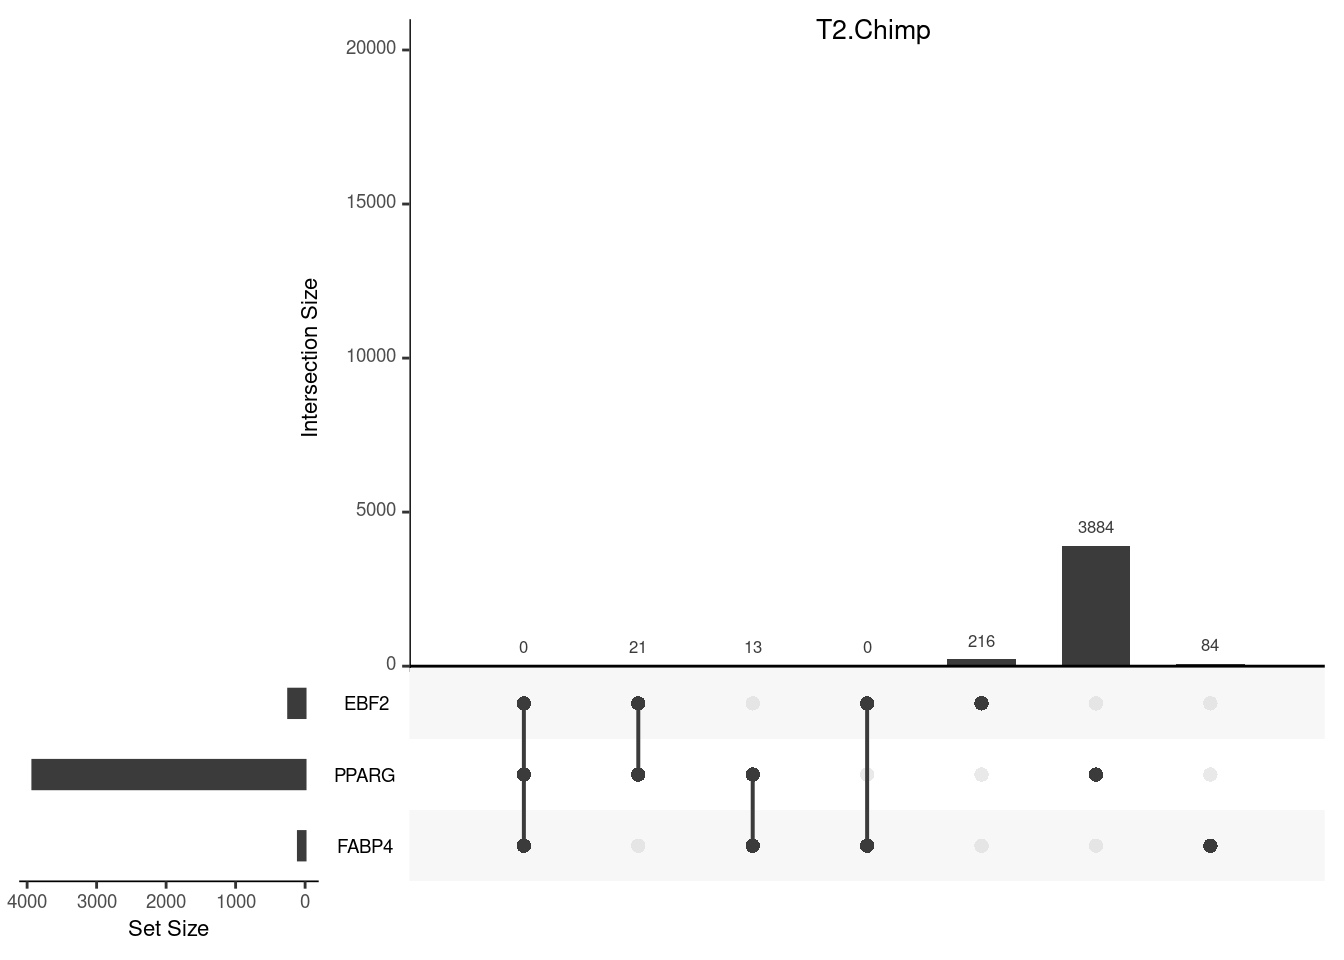 T2.Chimp
20000
15000
10000
5000
0
Intersection Size
0 21 13 0 216 3884 84
EBF2
PPARG
FABP4
4000 3000 2000 1000 0
Set Size